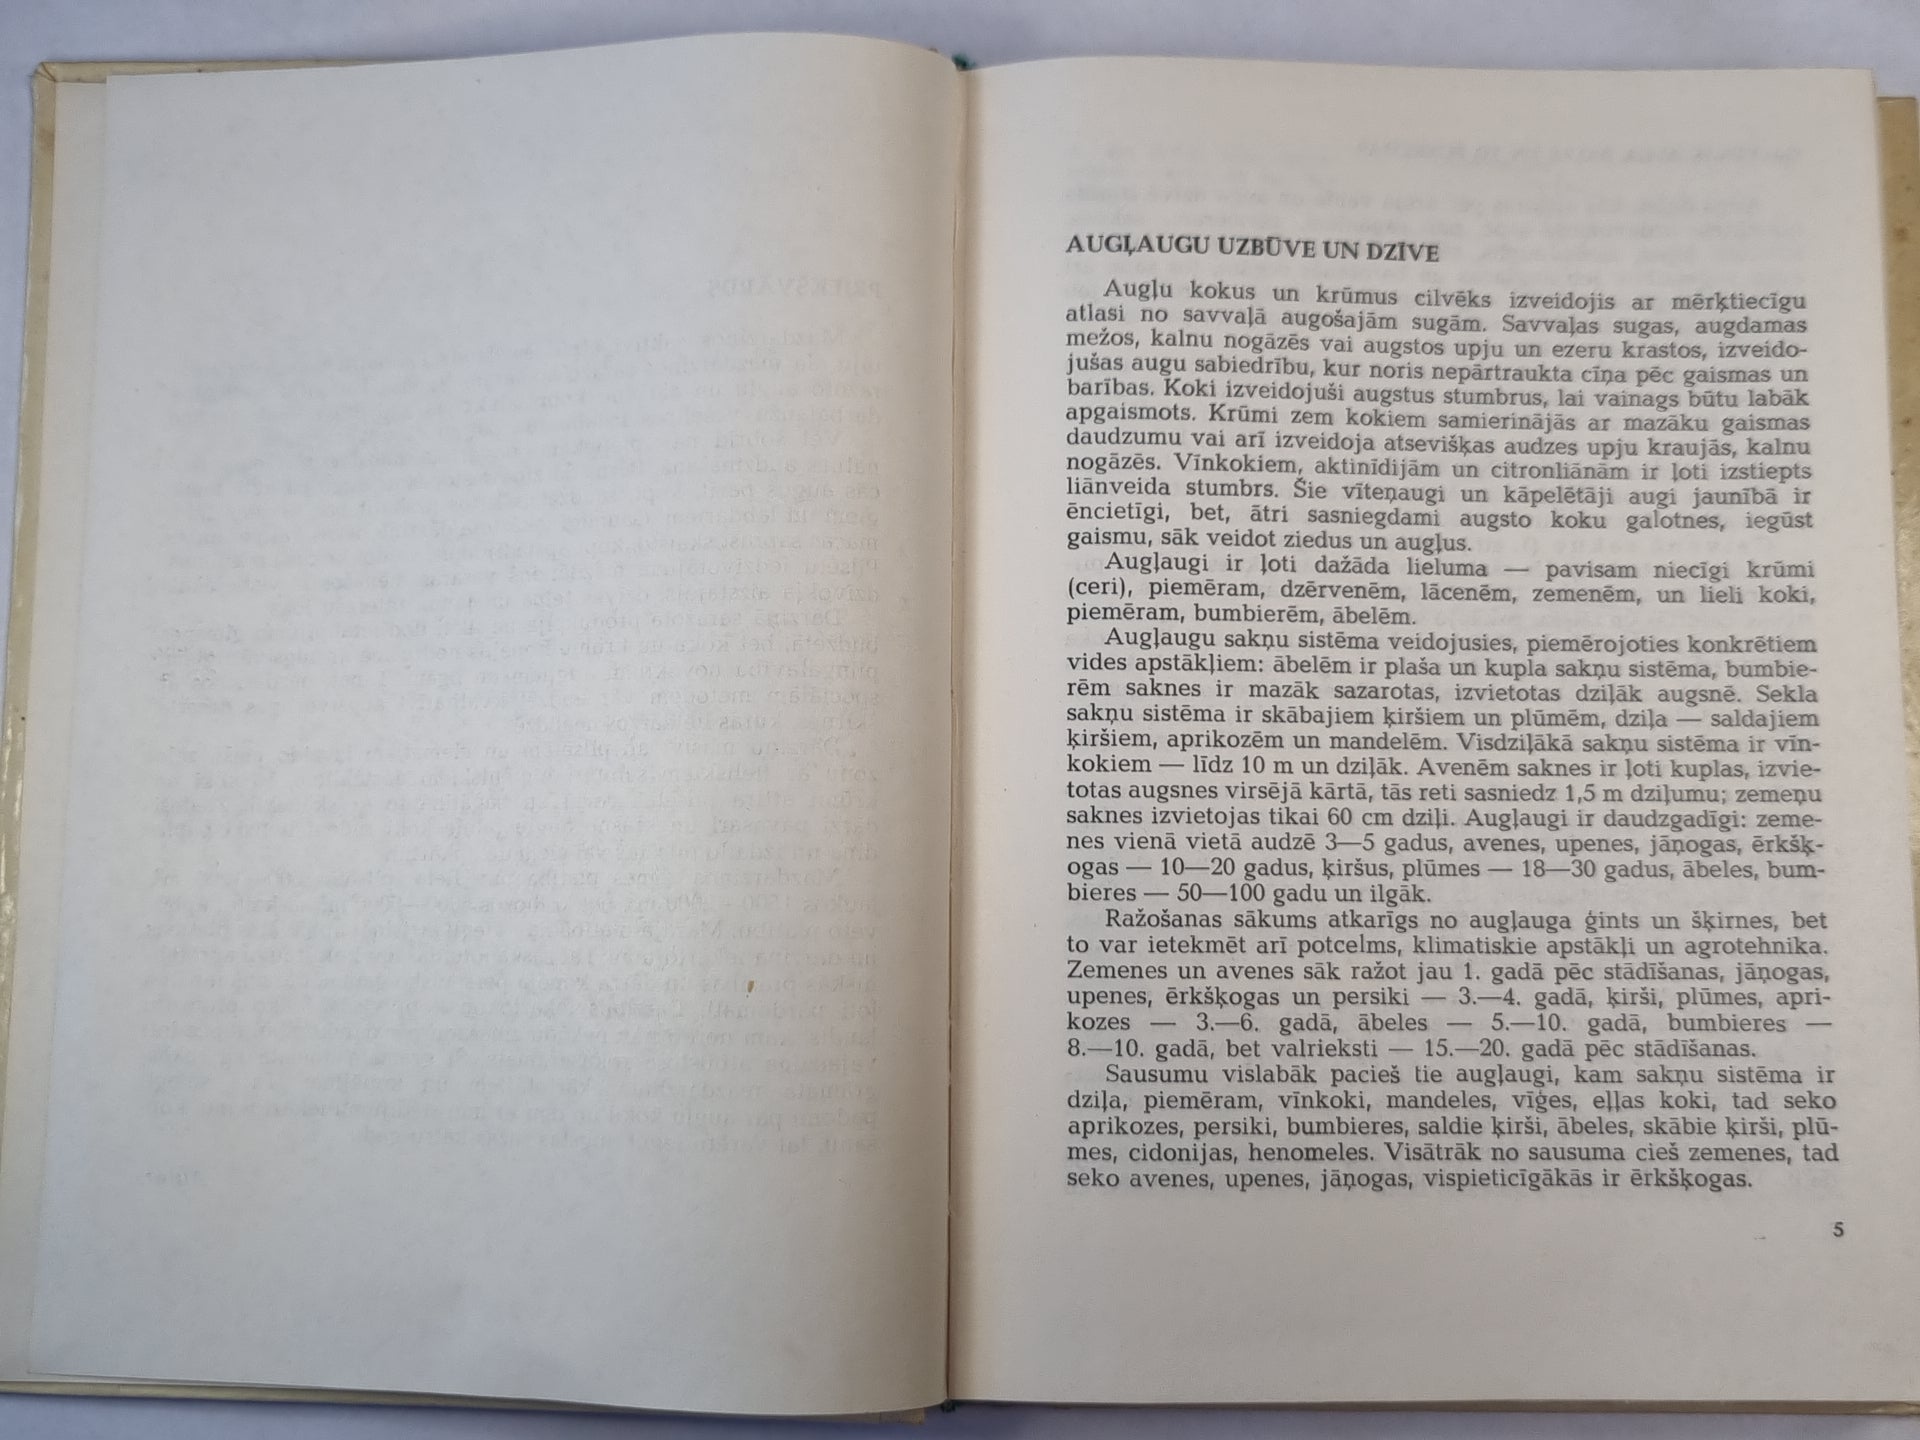 AUGĻAUGU UZBŪVE UN DZĪVE
Augļu kokus un krūmus cilvēks izveidojis ar mērķtiecīgu
atlasi no savvaļā augošajām sugām. Savvaļas sugas, augdamas
mežos, kalnu nogāzēs vai augstos upju un ezeru krastos, izveido-
jušas augu sabiedrību, kur noris nepārtraukta cīņa pēc gaismas un
barības. Koki izveidojuši augstus stumbrus, lai vainags būtu labāk
apgaismots. Krūmi zem kokiem samierinājās ar mazāku gaismas
daudzumu vai arī izveidoja atsevišķas audzes upju kraujās, kalnu
nogāzēs. Vīnkokiem, aktinīdijām un citronliānām ir ļoti izstiepts
liānveida stumbrs. Šie vīteņaugi un kāpelētāji augi jaunībā ir
ēncietīgi, bet, ātri sasniegdami augsto koku galotnes, iegūst
gaismu, sāk veidot ziedus un augļus.
Augļaugi ir ļoti dažāda lieluma — pavisam niecīgi krūmi
(ceri), piemēram, dzērvenēm, lācenēm, zemenēm, un lieli koki,
piemēram, bumbierēm, ābelēm.
Augļaugu sakņu sistēma veidojusies, piemērojoties konkrētiem
vides apstākļiem: ābelēm ir plaša un kupla sakņu sistēma, bumbie-
rēm saknes ir mazāk sazarotas, izvietotas dziļāk augsnē. Sekla
sakņu sistēma ir skābajiem ķiršiem un plūmēm, dziļa — saldajiem
ķiršiem, aprikozēm un mandelēm. Visdziļākā sakņu sistēma ir vīn-
kokiem — līdz 10 m un dziļāk. Avenēm saknes ir ļoti kuplas, izvie-
totas augsnes virsējā kārtā, tās reti sasniedz 1,5 m dziļumu; zemeņu
saknes izvietojas tikai 60 cm dziļi. Augļaugi ir daudzgadīgi: zeme-
nes vienā vietā audzē 3—5 gadus, avenes, upenes, jāņogas, ērkšķ-
ogas — 10—20 gadus, ķiršus, plūmes — 18—30 gadus, ābeles, bum-
bieres — 50—100 gadu un ilgāk.
Ražošanas sākums atkarīgs no augļauga ģints un šķirnes, bet
to var ietekmēt arī potcelms, klimatiskie apstākļi un agrotehnika.
Zemenes un avenes sāk ražot jau 1. gadā pēc stādīšanas, jāņogas,
upenes, ērkšķogas un persiki — 3.—4. gadā, ķirši, plūmes, apri-
kozes — 3.—6. gadā, ābeles — 5.—10. gadā, bumbieres —
8.—10. gadā, bet valrieksti — 15.—20. gadā pēc stādīšanas.
Sausumu vislabāk pacieš tie augļaugi, kam sakņu sistēma ir
dziļa, piemēram, vīnkoki, mandeles, vīģes, eļļas koki, tad seko
aprikozes, persiki, bumbieres, saldie ķirši, ābeles, skābie ķirši, plū-
mes, cidonijas, henomeles. Visātrāk no sausuma cieš zemenes, tad
seko avenes, upenes, jāņogas, vispieticīgākās ir ērkšķogas.
5